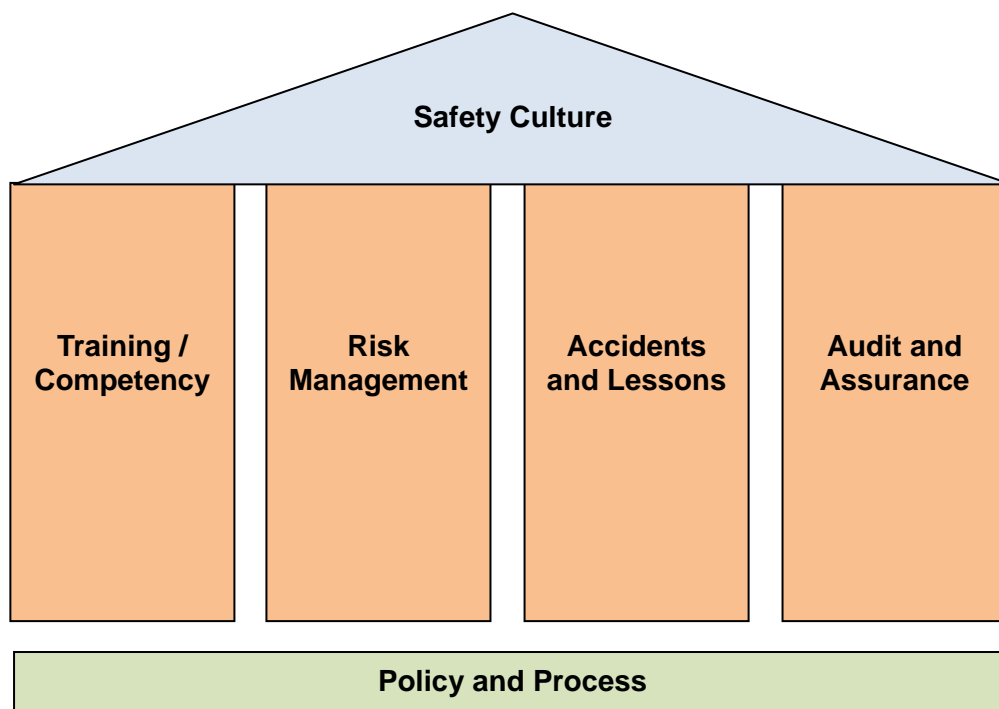 Safety Culture
Training /
Competency
Risk
Management
Accidents
and Lessons
Audit and
Assurance
Policy and Process